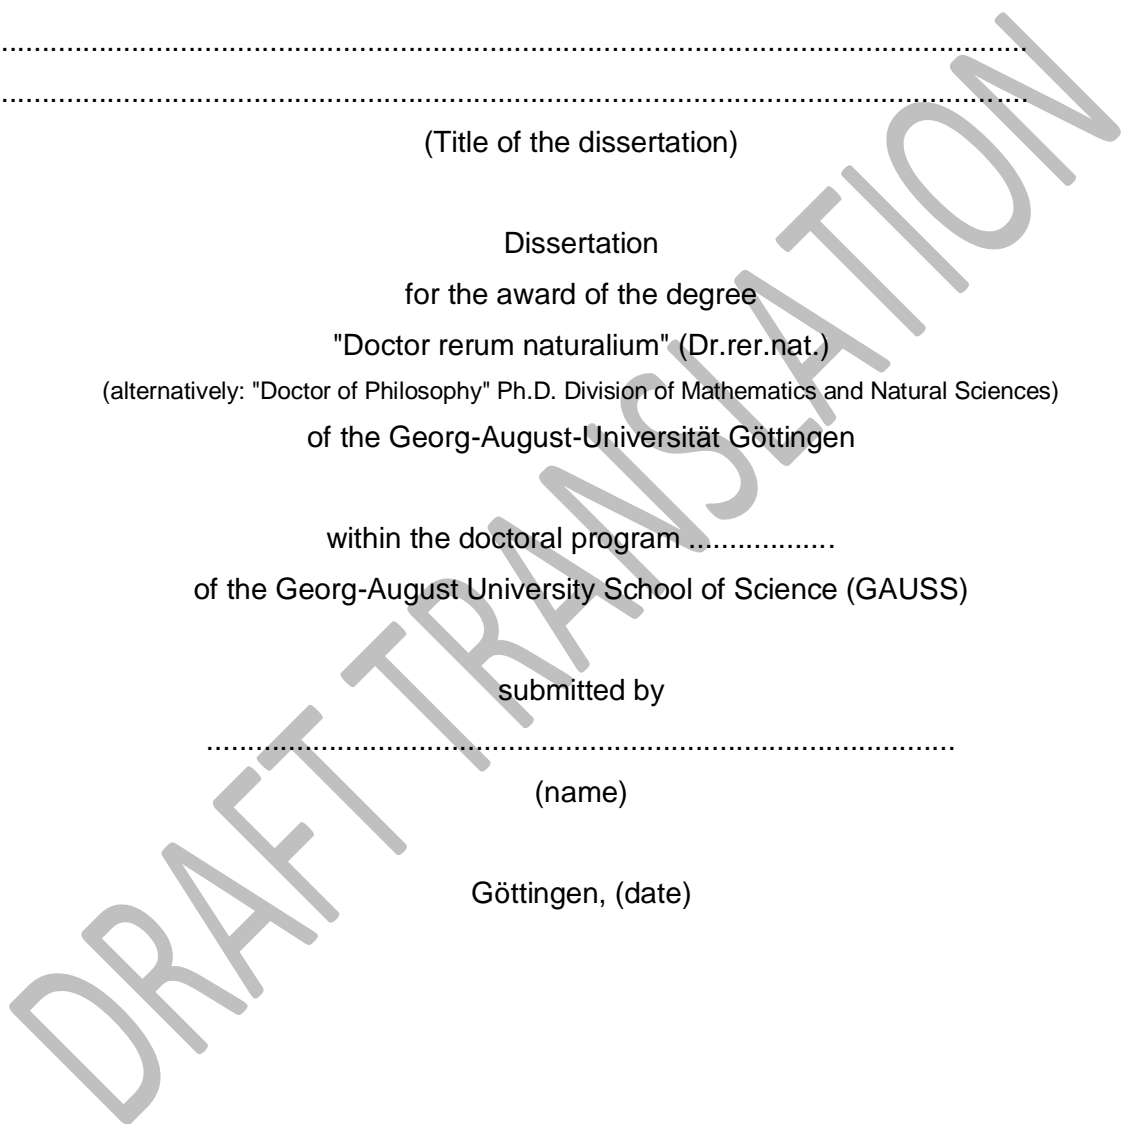 ................................................................................................................................
................................................................................................................................
(Title of the dissertation)
Dissertation
for the award of the degree
"Doctor rerum naturalium" (Dr.rer.nat.)
(alternatively: "Doctor of Philosophy" Ph.D. Division of Mathematics and Natural Sciences)
of the Georg-August-Universität Göttingen
within the doctoral program ..................
of the Georg-August University School of Science (GAUSS)
submitted by
............................................................................................
(name)
Göttingen, (date)
DRAFT TRANSLATION